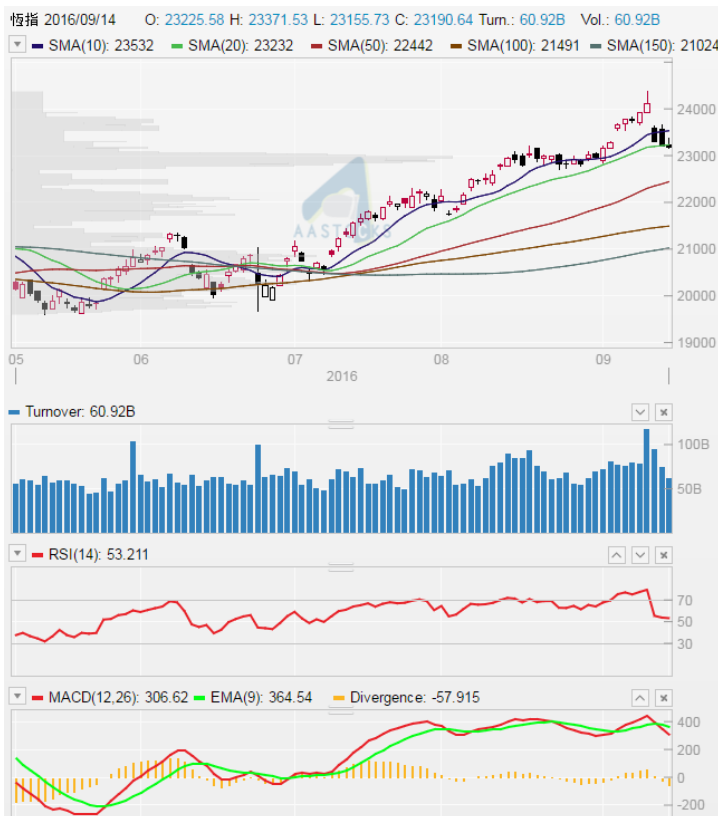 恆指 2016/09/14 O: 23225.58 H: 23371.53 L: 23155.73 C: 23190.64 Turn.: 60.92B Vol.: 60.92B
SMA(10): 23532 SMA(20): 23232 SMA(50): 22442 SMA(100): 21491 SMA(150): 21024
24000
23000
AASTOCKS
22000
21000
20000
19000
05 06 07 08 09
2016
Turnover: 60.92B
100B
50B
RSI(14): 53.211
70
50
30
MACD(12,26): 306.62 EMA(9): 364.54 Divergence: -57.915
400
200
0
-200